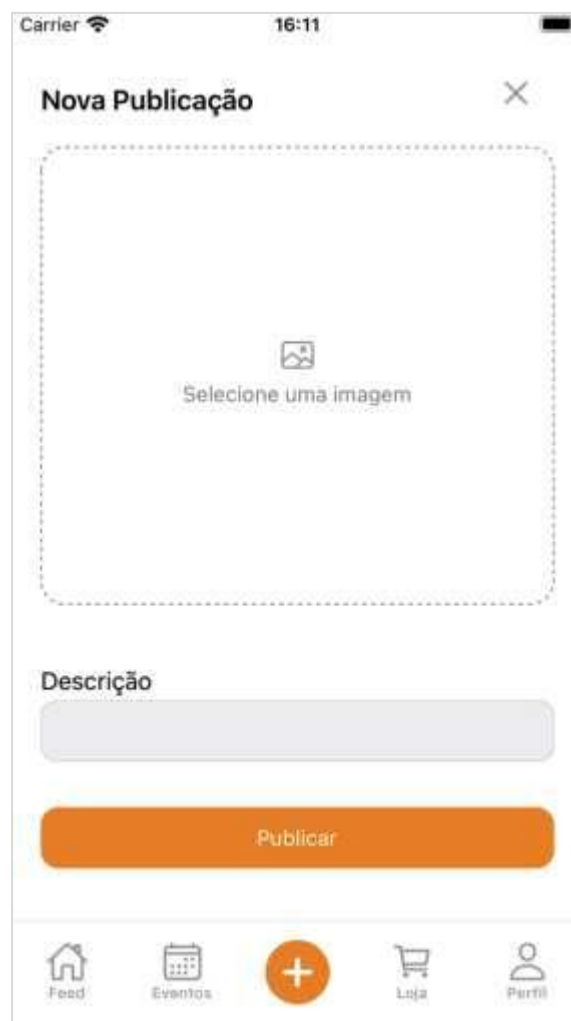 Carrier 16:11
Nova Publicação
Selecione uma imagem
Descrição
Publicar
Feed Eventos Loja Perfil